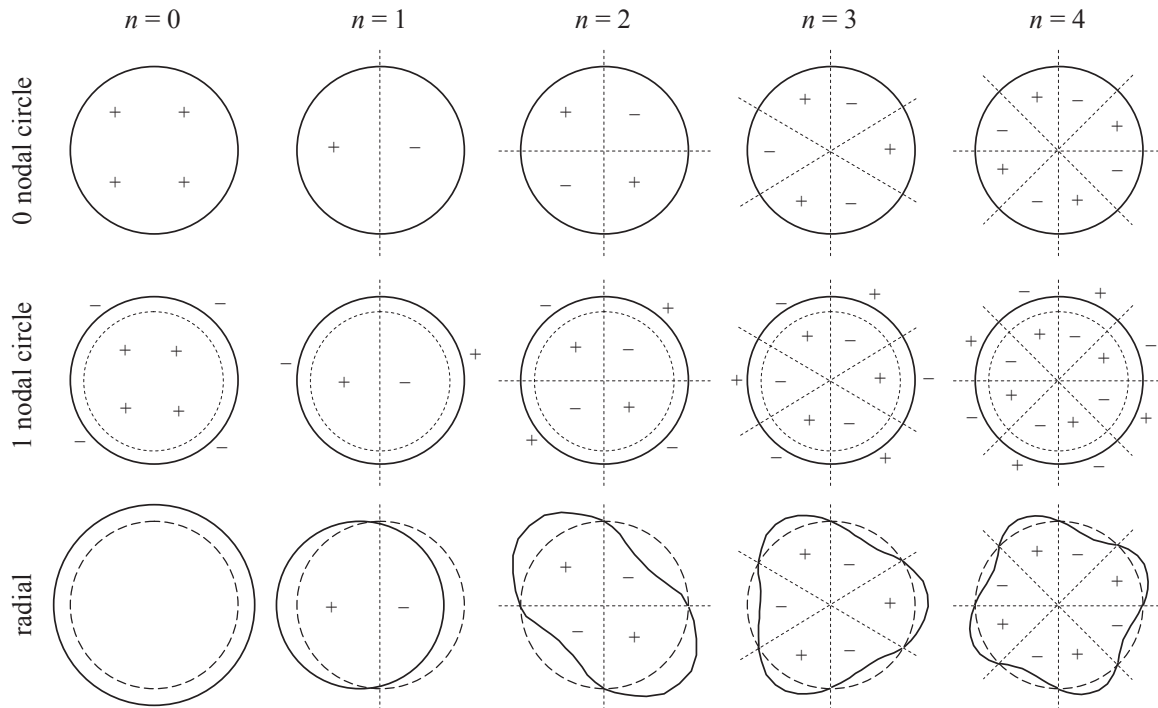 n = 0 n = 1 n = 2 n = 3 n = 4
0 nodal circle
+ + + − + − + − + − + − + −
− + − + − + − + − +
+ + − + − + − + −
1 nodal circle
− − − + − + − +
− + + + − + − + − + − + −
+ − + − + − + − + − + −
+ + − + + − + − + −
− − + − − + + −
radial
+ − + − + − + −
+ − − + − +
− + + − + −
+ − − +